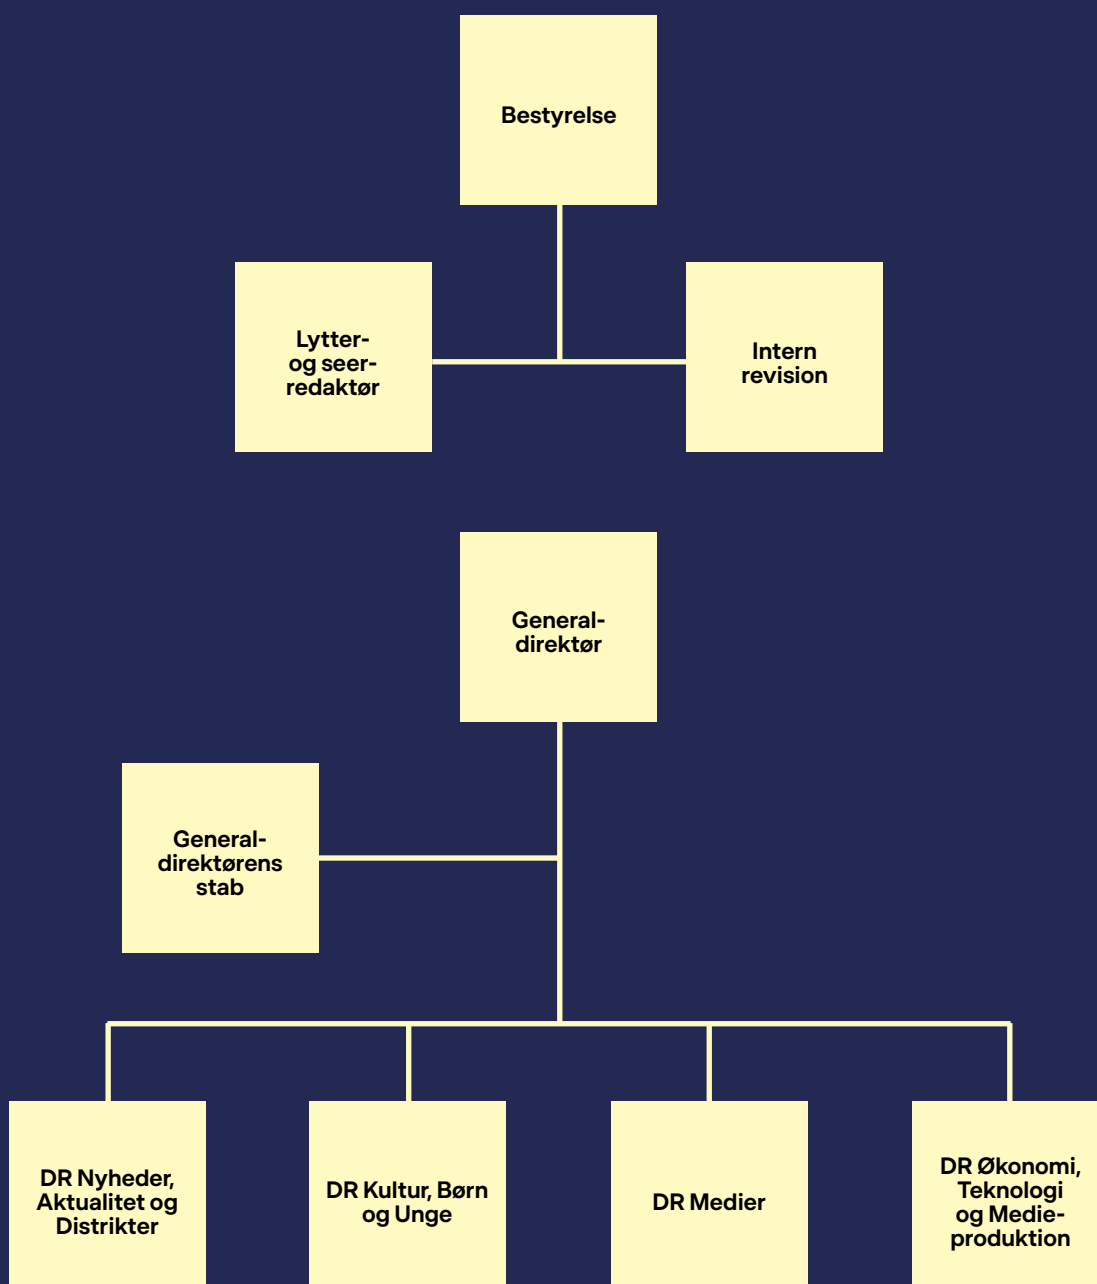 Bestyrelse
Lytter-
og seer-
redaktør
Intern
revision
General-
direktør
General-
direktørens
stab
DR Nyheder,
Aktualitet og
Distrikter
DR Kultur, Børn
og Unge
DR Medier
DR Økonomi,
Teknologi
og Medie-
produktion